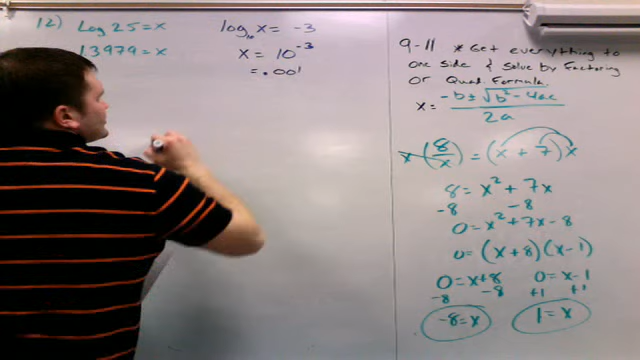 12) Log 25 = x
1.3979 = x
log₁₀ x = -3
x = 10⁻³
= .001
9-11 * Get everything to
one side & solve by factoring
or Quad. Formula.
x = (-b ± √(b² - 4ac)) / 2a
x(8/x) = (x + 7)x
8 = x² + 7x
-8 -8
0 = x² + 7x - 8
0 = (x + 8)(x - 1)
0 = x + 8 0 = x - 1
-8 -8 +1 +1
-8 = x 1 = x